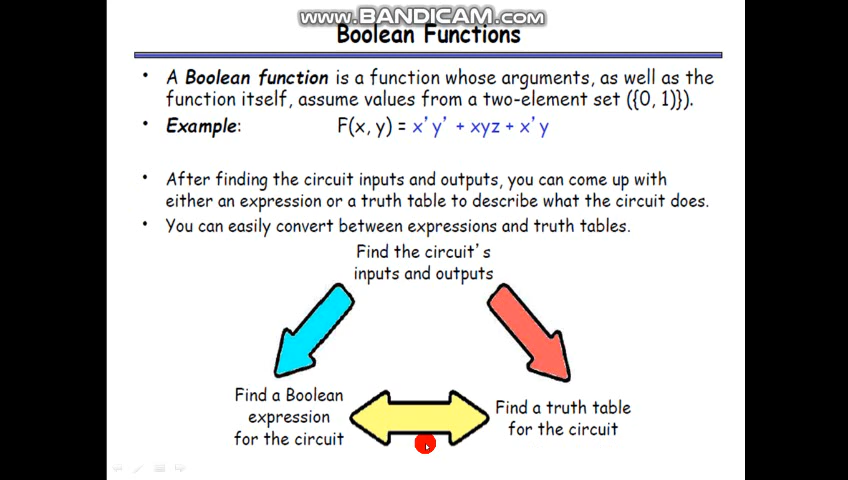 www.BANDICAM.com
Boolean Functions
• A Boolean function is a function whose arguments, as well as the
function itself, assume values from a two-element set ({0, 1)}).
• Example: F(x, y) = x’y’ + xyz + x’y
• After finding the circuit inputs and outputs, you can come up with
either an expression or a truth table to describe what the circuit does.
• You can easily convert between expressions and truth tables.
Find the circuit’s
inputs and outputs
Find a Boolean
expression
for the circuit
Find a truth table
for the circuit